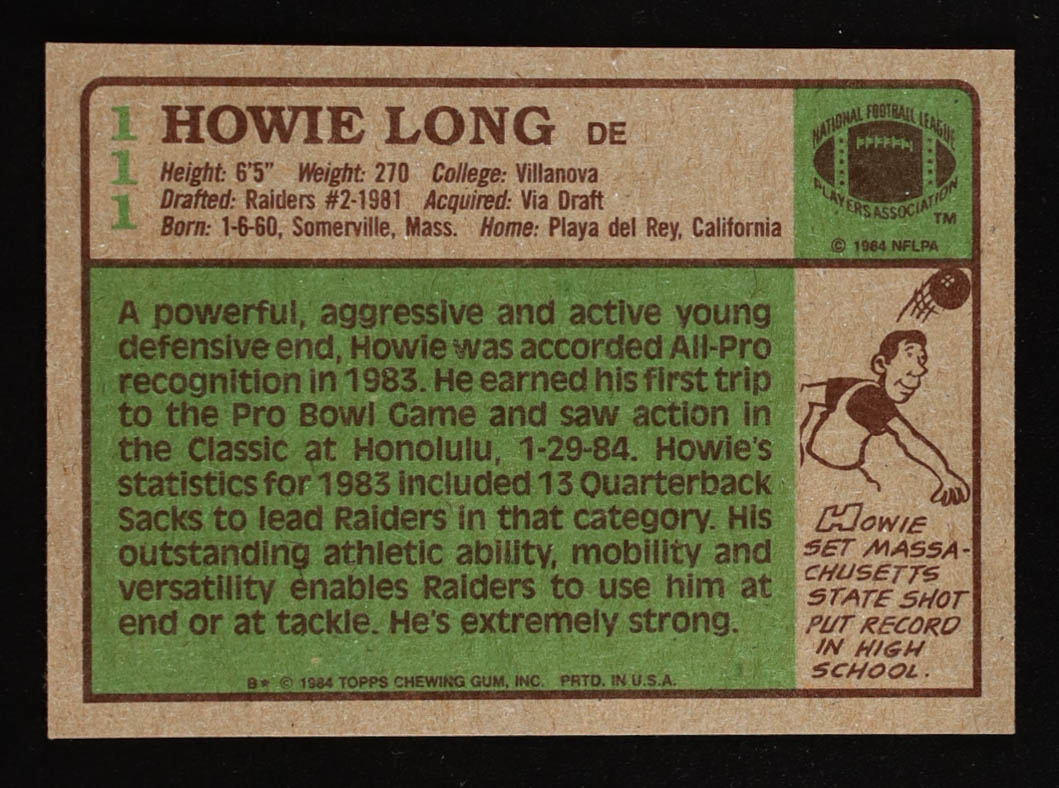 1
1
1
HOWIE LONG DE
Height: 6'5" Weight: 270 College: Villanova
Drafted: Raiders #2-1981 Acquired: Via Draft
Born: 1-6-60, Somerville, Mass. Home: Playa del Rey, California
NATIONAL FOOTBALL LEAGUE
PLAYERS ASSOCIATION
TM
© 1984 NFLPA
A powerful, aggressive and active young
defensive end, Howie was accorded All-Pro
recognition in 1983. He earned his first trip
to the Pro Bowl Game and saw action in
the Classic at Honolulu, 1-29-84. Howie's
statistics for 1983 included 13 Quarterback
Sacks to lead Raiders in that category. His
outstanding athletic ability, mobility and
versatility enables Raiders to use him at
end or at tackle. He's extremely strong.
B* © 1984 TOPPS CHEWING GUM, INC. PRTD. IN U.S.A.
HOWIE
SET MASSA-
CHUSETTS
STATE SHOT
PUT RECORD
IN HIGH
SCHOOL.